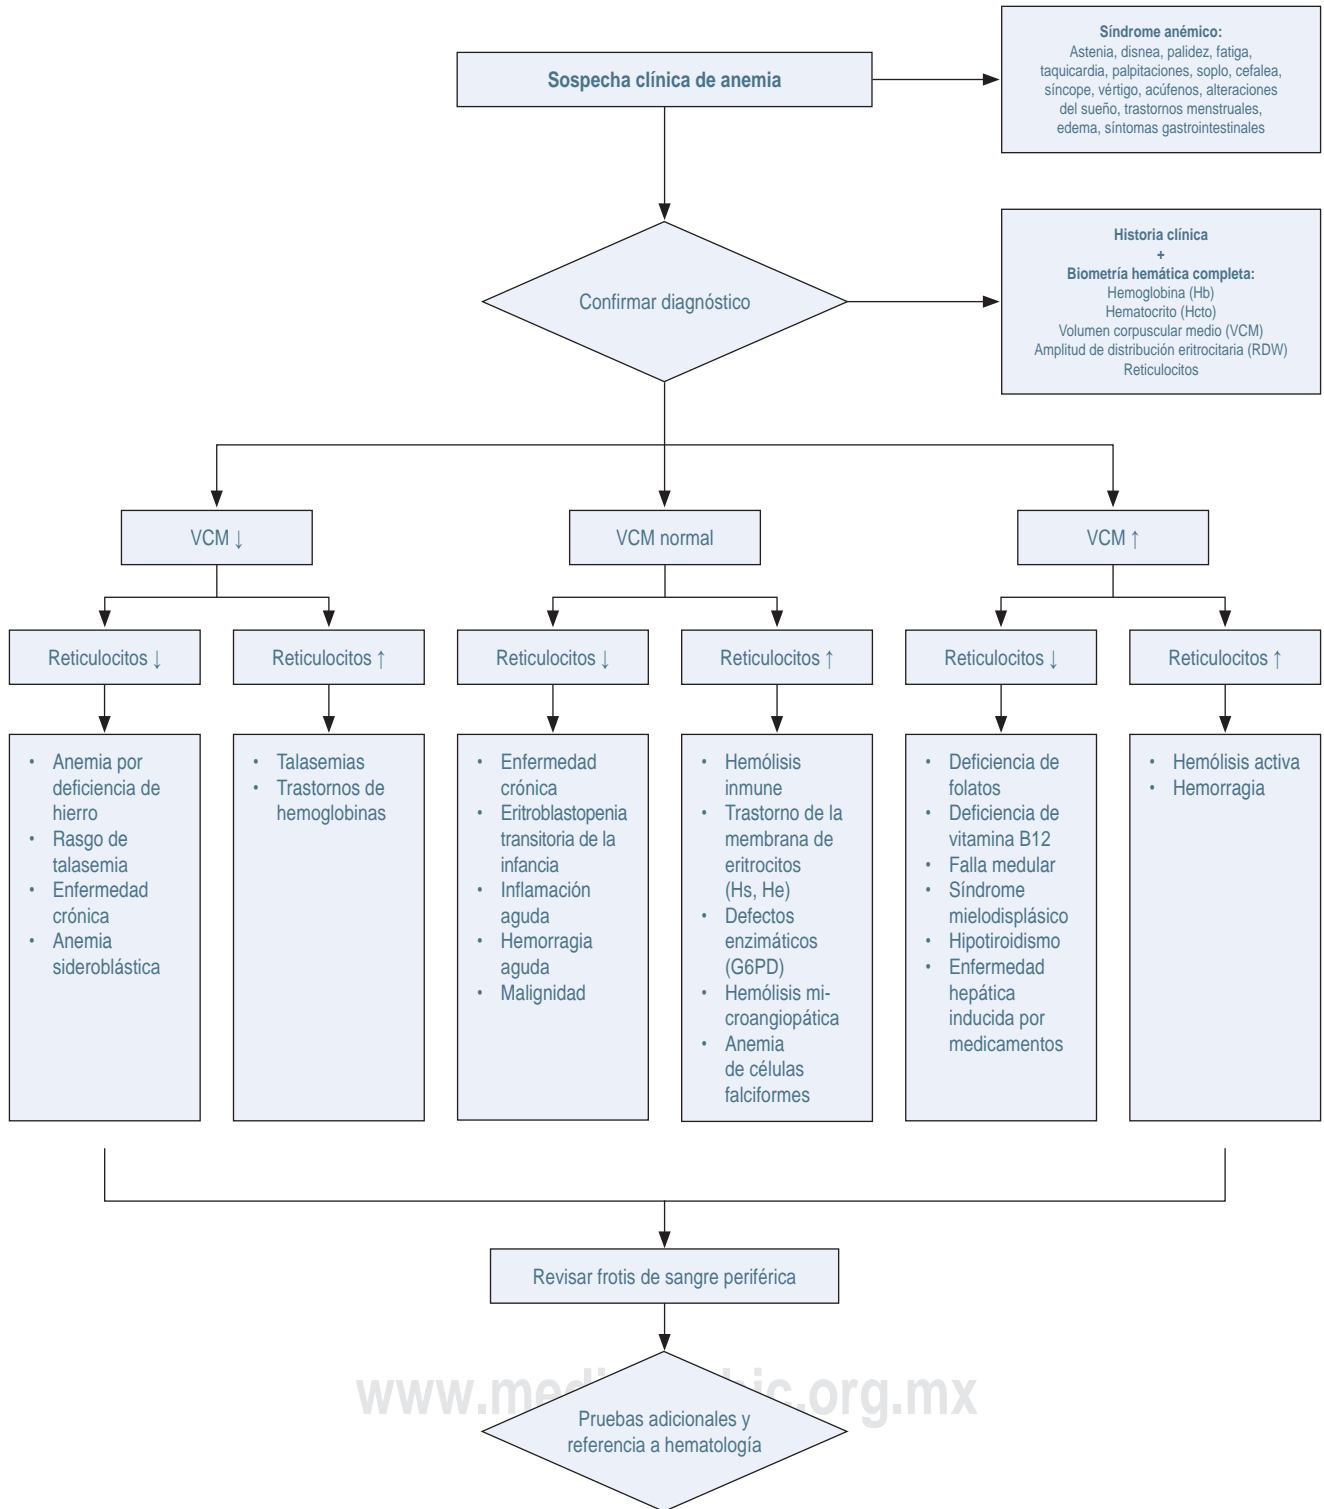 Sospecha clínica de anemia
Síndrome anémico:
Astenia, disnea, palidez, fatiga,
taquicardia, palpitaciones, soplo, cefalea,
síncope, vértigo, acúfenos, alteraciones
del sueño, trastornos menstruales,
edema, síntomas gastrointestinales
Confirmar diagnóstico
Historia clínica
+
Biometría hemática completa:
Hemoglobina (Hb)
Hematocrito (Hcto)
Volumen corpuscular medio (VCM)
Amplitud de distribución eritrocitaria (RDW)
Reticulocitos
VCM ↓
VCM normal
VCM ↑
Reticulocitos ↓
Reticulocitos ↑
Reticulocitos ↓
Reticulocitos ↑
Reticulocitos ↓
Reticulocitos ↑
• Anemia por
deficiencia de
hierro
• Rasgo de
talasemia
• Enfermedad
crónica
• Anemia
sideroblástica
• Talasemias
• Trastornos de
hemoglobinas
• Enfermedad
crónica
• Eritroblastopenia
transitoria de la
infancia
• Inflamación
aguda
• Hemorragia
aguda
• Malignidad
• Hemólisis
inmune
• Trastorno de la
membrana de
eritrocitos
(Hs, He)
• Defectos
enzimáticos
(G6PD)
• Hemólisis mi-
croangiopática
• Anemia
de células
falciformes
• Deficiencia de
folatos
• Deficiencia de
vitamina B12
• Falla medular
• Síndrome
mielodisplásico
• Hipotiroidismo
• Enfermedad
hepática
inducida por
medicamentos
• Hemólisis activa
• Hemorragia
Revisar frotis de sangre periférica
Pruebas adicionales y
referencia a hematología